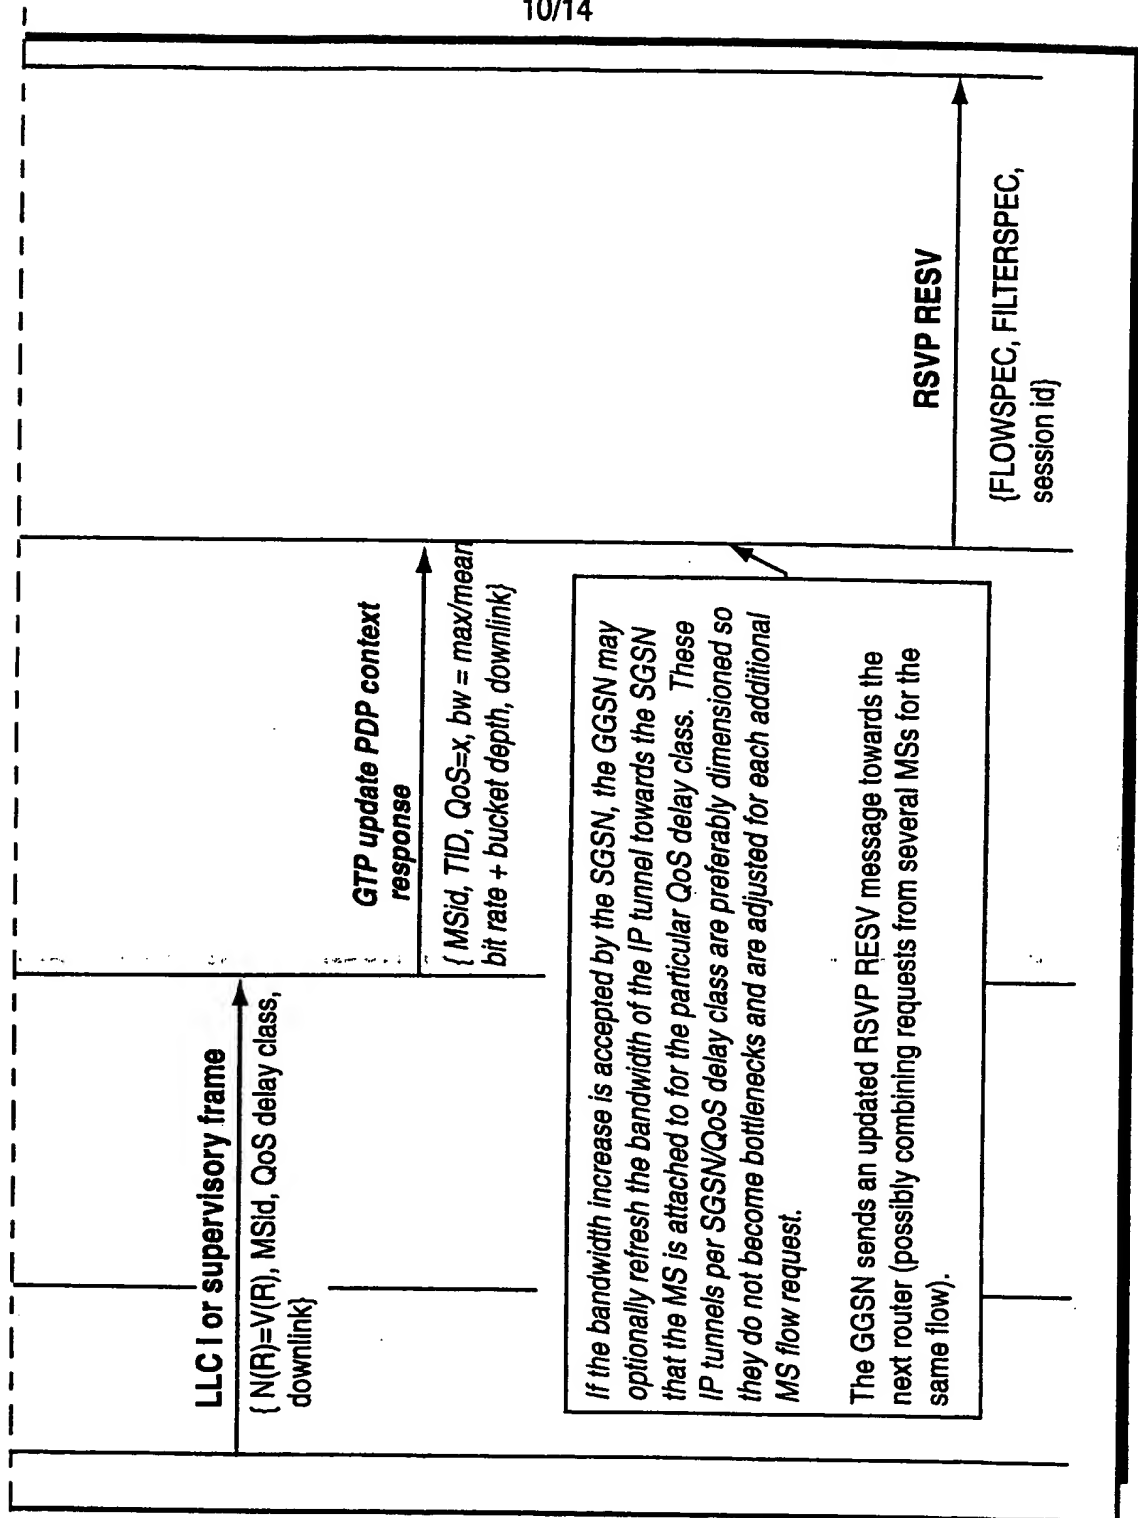 10/14
LLC I or supervisory frame
{ N(R)=V(R), MSid, QoS delay class,
downlink}
GTP update PDP context
response
{ MSid, TID, QoS=x, bw = max/mean
bit rate + bucket depth, downlink}
If the bandwidth increase is accepted by the SGSN, the GGSN may
optionally refresh the bandwidth of the IP tunnel towards the SGSN
that the MS is attached to for the particular QoS delay class. These
IP tunnels per SGSN/QoS delay class are preferably dimensioned so
they do not become bottlenecks and are adjusted for each additional
MS flow request.
The GGSN sends an updated RSVP RESV message towards the
next router (possibly combining requests from several MSs for the
same flow).
RSVP RESV
{FLOWSPEC, FILTERSPEC,
session id}